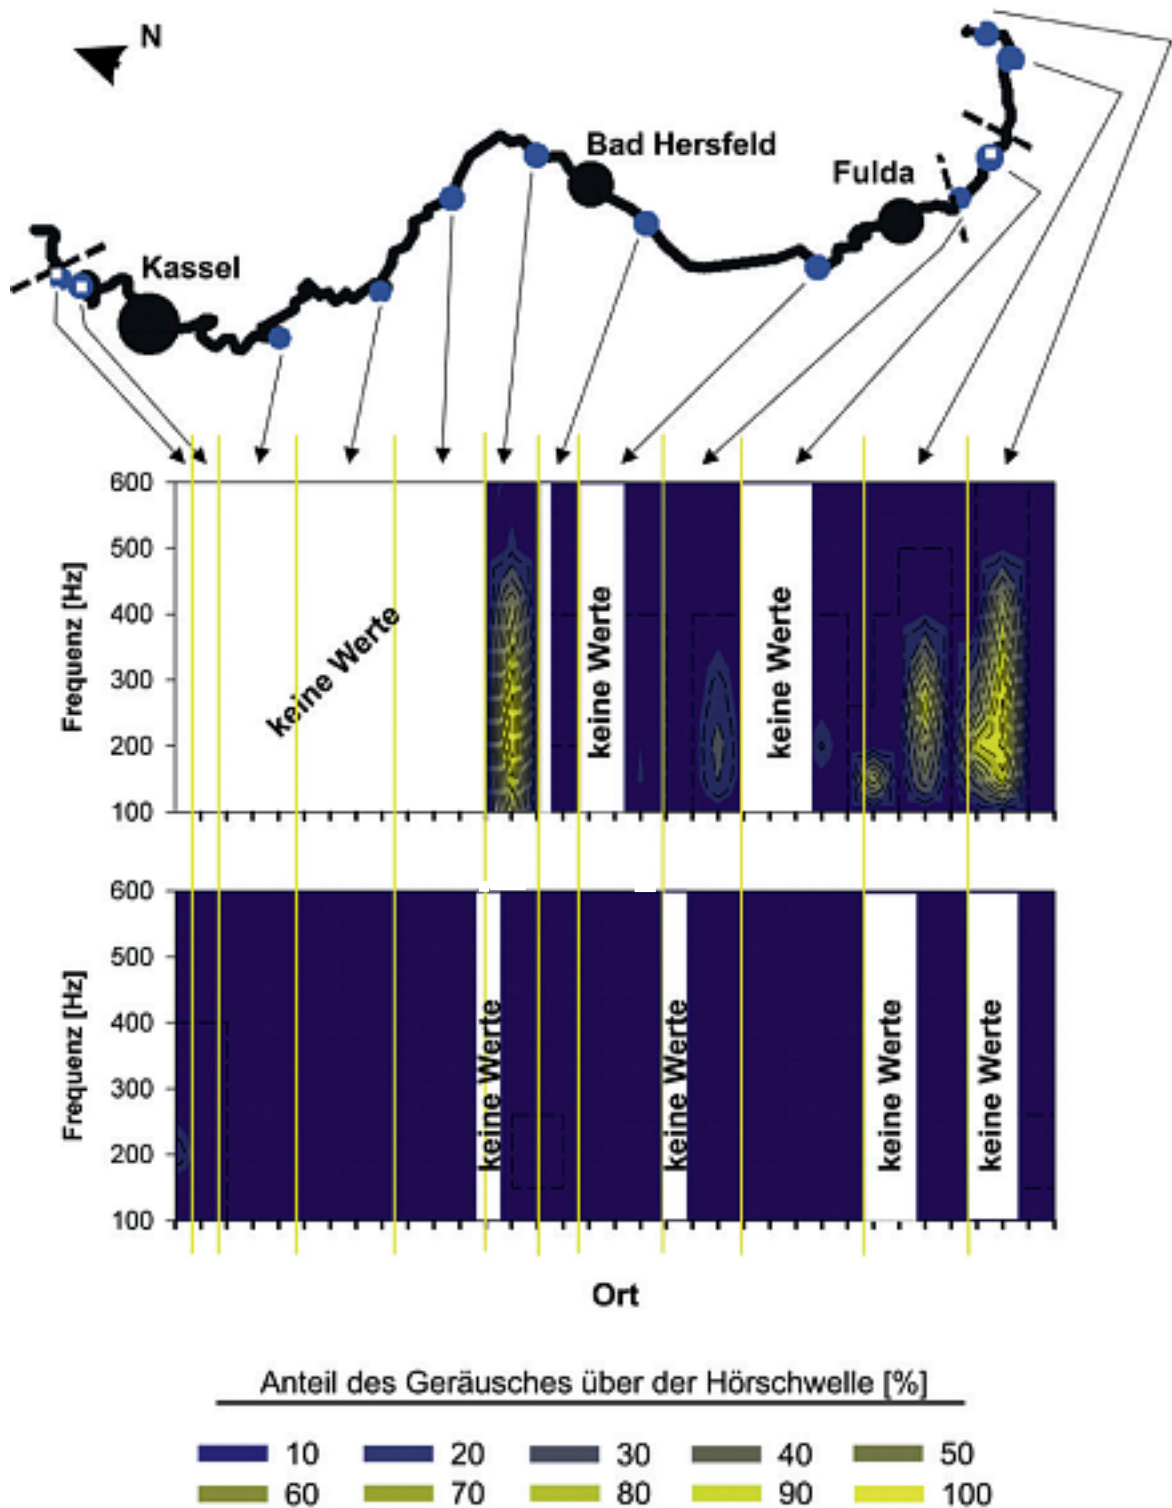 N
Bad Hersfeld
Fulda
Kassel
600
500
400
300
200
100
Frequenz [Hz]
keine Werte
keine Werte
keine Werte
600
500
400
300
200
100
Frequenz [Hz]
keine Werte
keine Werte
keine Werte
keine Werte
Ort
Anteil des Geräusches über der Hörschwelle [%]
10 20 30 40 50
60 70 80 90 100